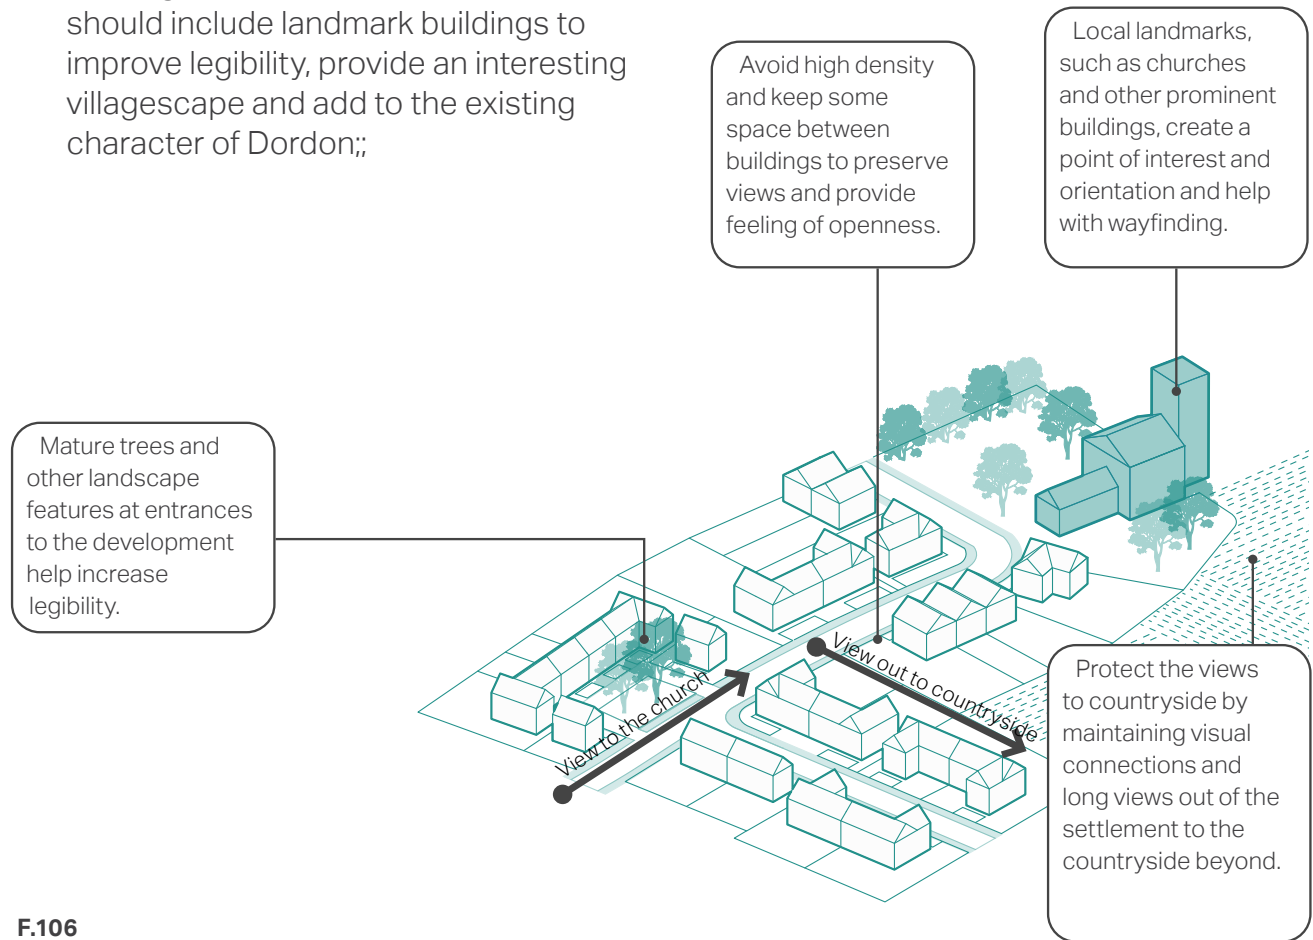 should include landmark buildings to
improve legibility, provide an interesting
villagescape and add to the existing
character of Dordon;;
Avoid high density
and keep some
space between
buildings to preserve
views and provide
feeling of openness.
Local landmarks,
such as churches
and other prominent
buildings, create a
point of interest and
orientation and help
with wayfinding.
Mature trees and
other landscape
features at entrances
to the development
help increase
legibility.
View to the church
View out to countryside
Protect the views
to countryside by
maintaining visual
connections and
long views out of the
settlement to the
countryside beyond.
F.106